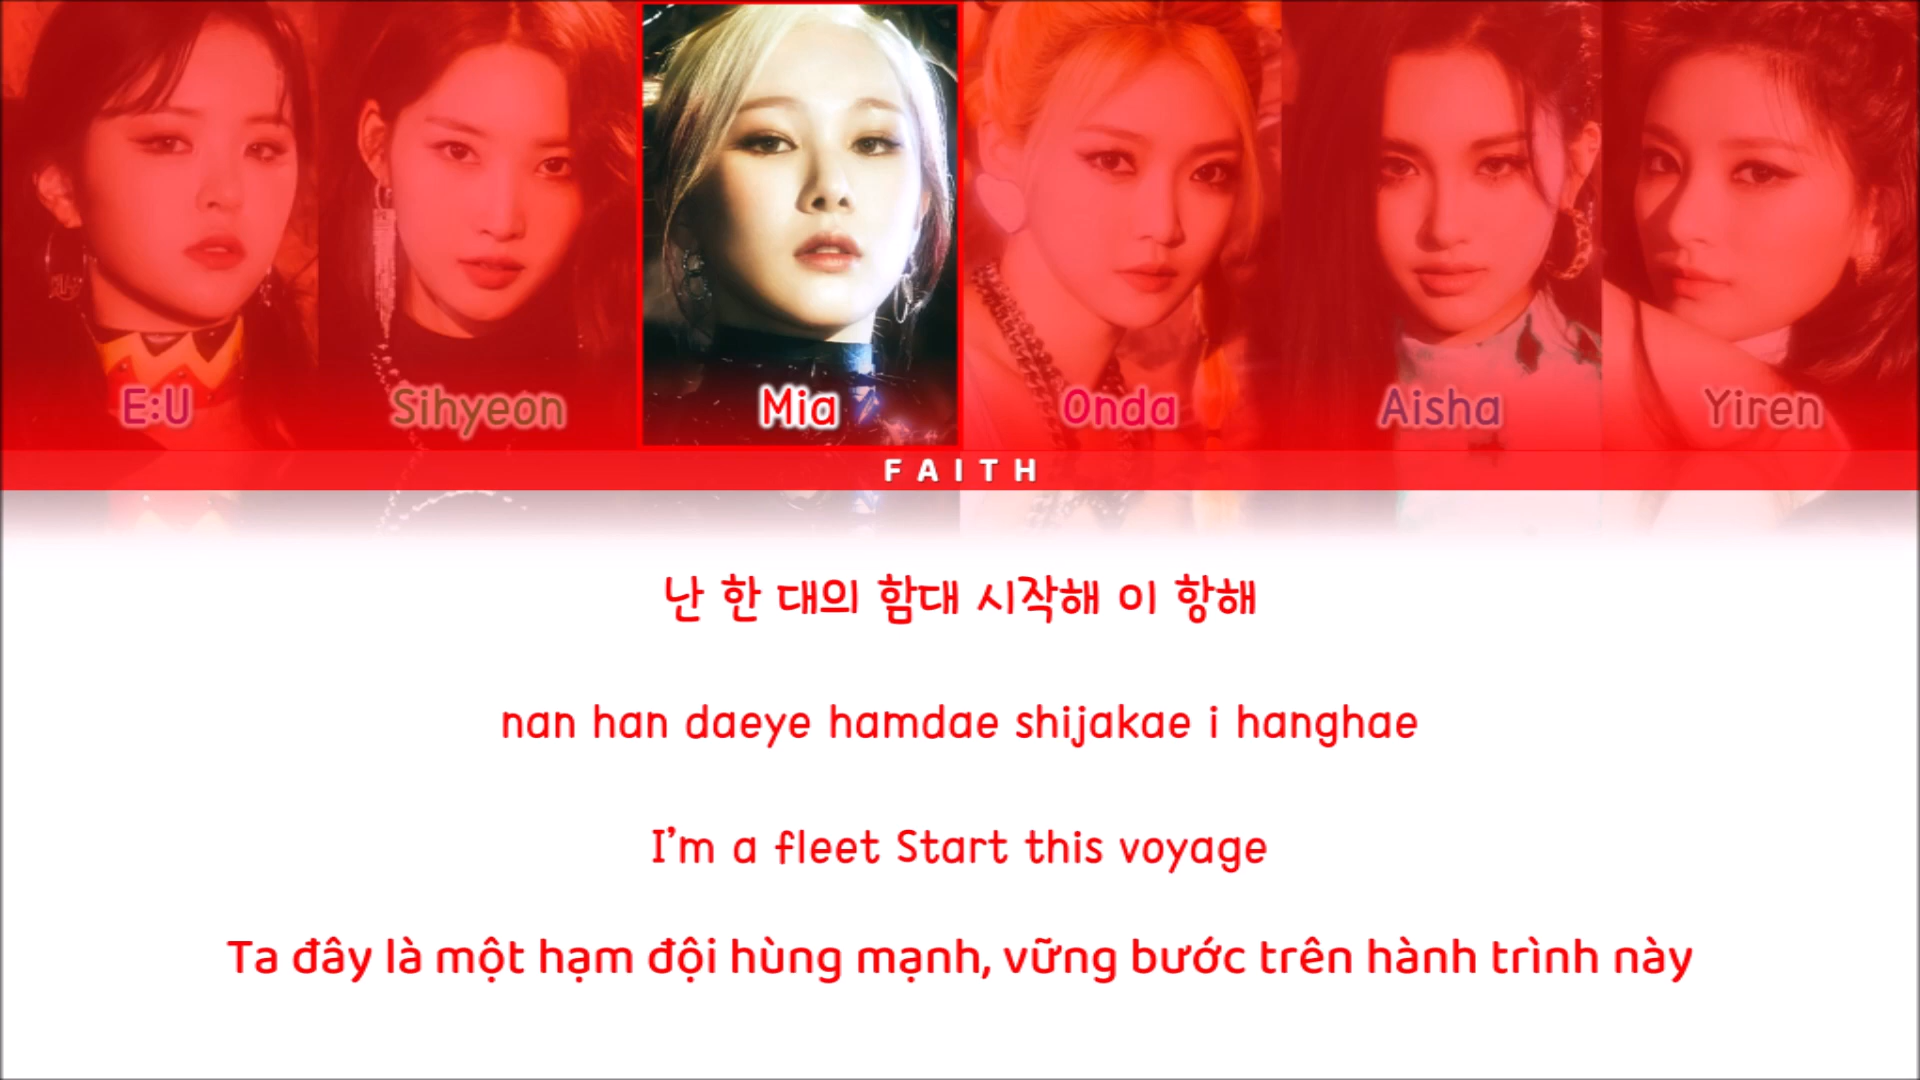 E:U Sihyeon Mia Onda Aisha Yiren
FAITH
난 한 대의 함대 시작해 이 항해
nan han daeye hamdae shijakae i hanghae
I'm a fleet Start this voyage
Ta đây là một hạm đội hùng mạnh, vững bước trên hành trình này